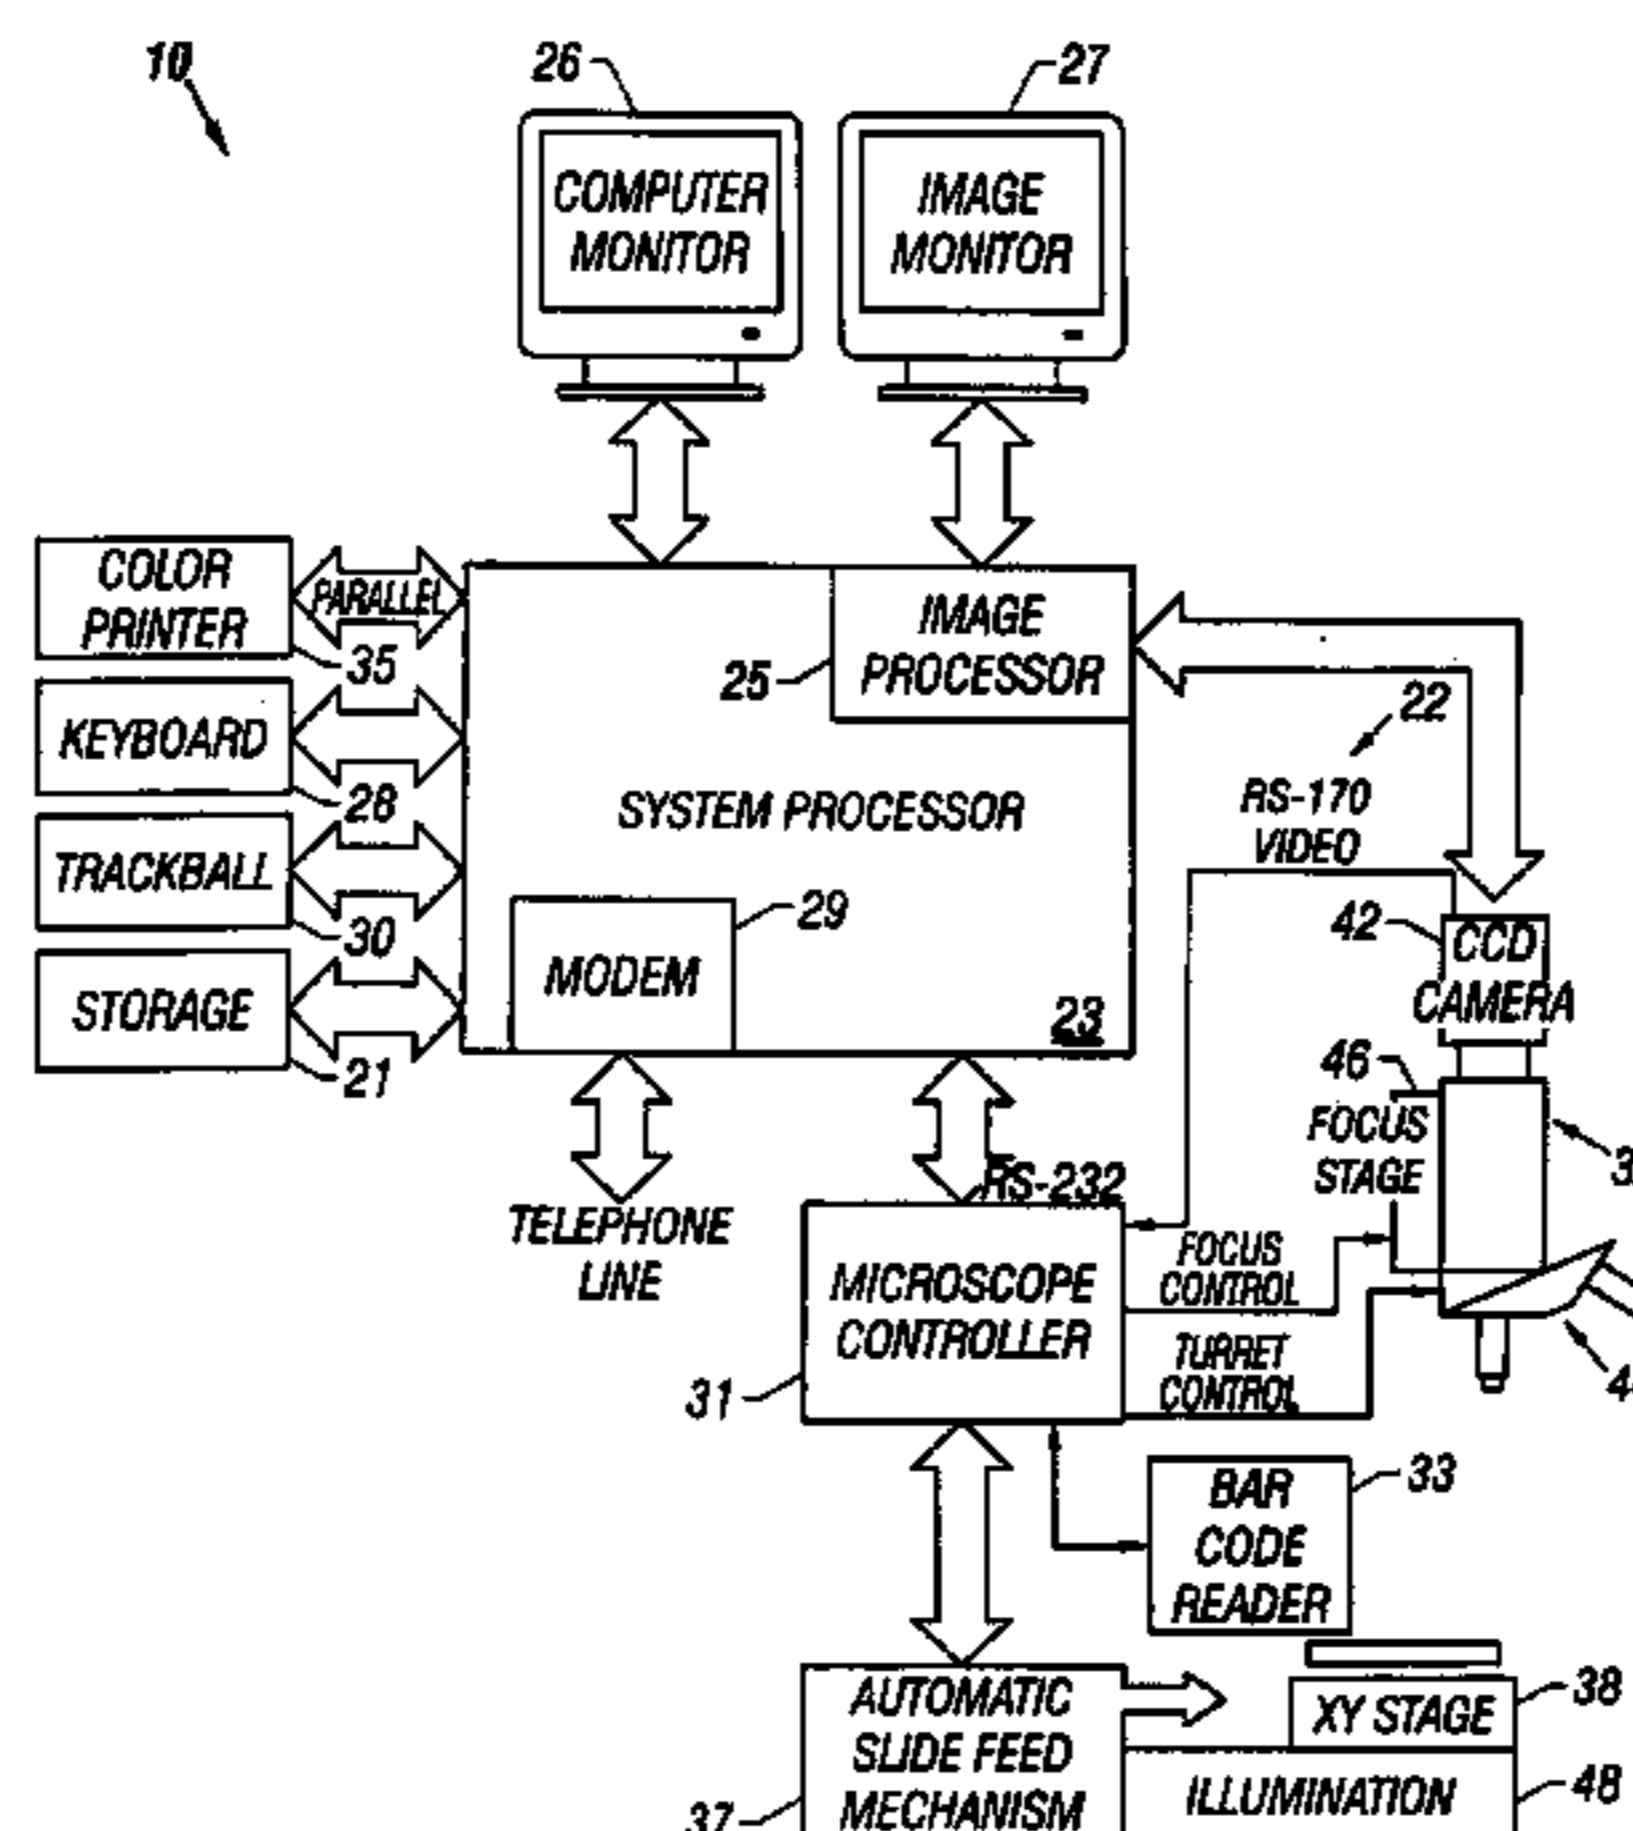 10
26
27
COMPUTER
MONITOR
IMAGE
MONITOR
COLOR
PRINTER
PARALLEL
35
KEYBOARD
28
TRACKBALL
30
STORAGE
21
IMAGE
PROCESSOR
25
SYSTEM PROCESSOR
MODEM
29
23
22
RS-170
VIDEO
42
CCD
CAMERA
46
FOCUS
STAGE
TELEPHONE
LINE
RS-232
MICROSCOPE
CONTROLLER
31
FOCUS
CONTROL
TURRET
CONTROL
BAR
CODE
READER
33
AUTOMATIC
SLIDE FEED
MECHANISM
37
XY STAGE
38
ILLUMINATION
48